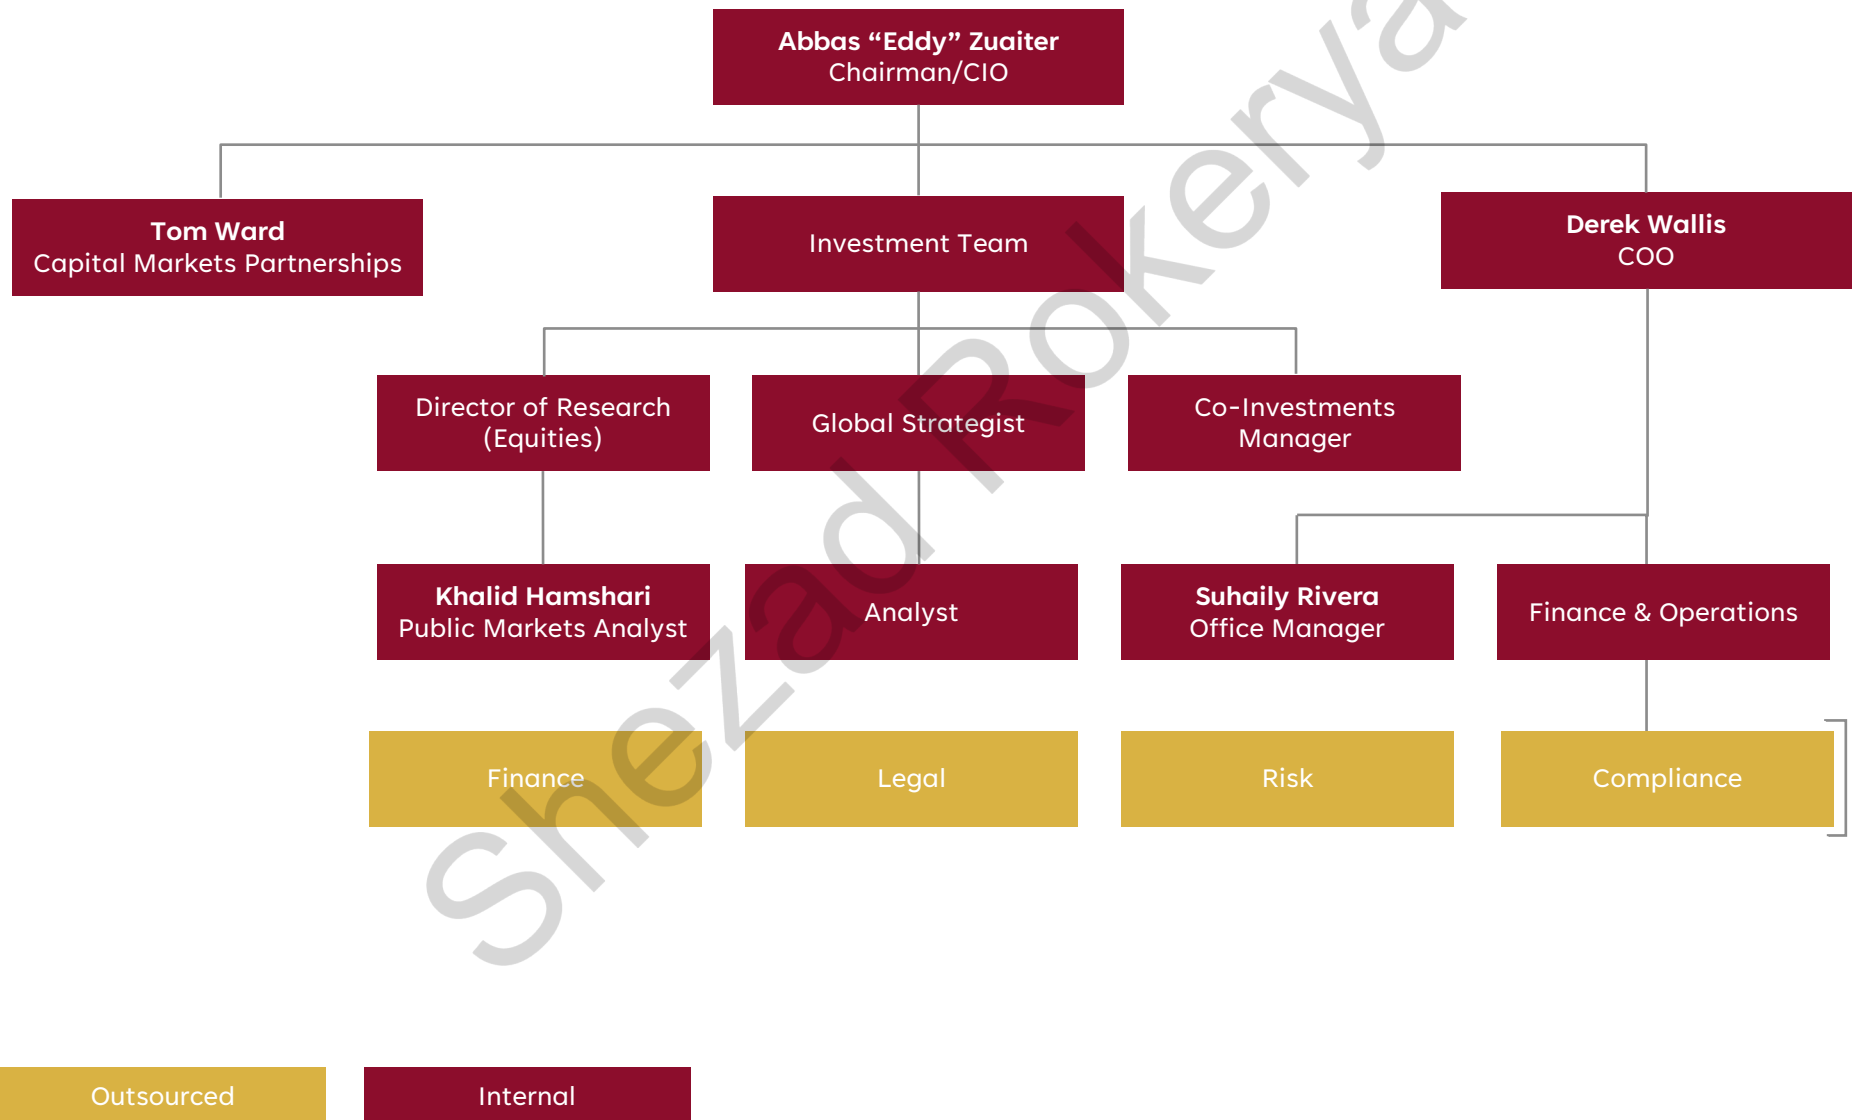 Abbas “Eddy” Zuaiter
Chairman/CIO
Tom Ward
Capital Markets Partnerships
Investment Team
Derek Wallis
COO
Director of Research
(Equities)
Global Strategist
Co-Investments
Manager
Khalid Hamshari
Public Markets Analyst
Analyst
Suhaily Rivera
Office Manager
Finance & Operations
Finance
Legal
Risk
Compliance
Outsourced
Internal
Shezad Rokerya